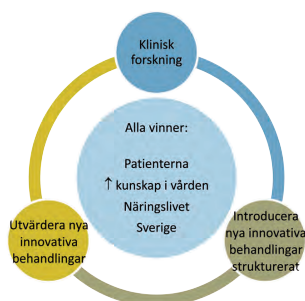 Klinisk
forskning
Alla vinner:
Patienterna
↑ kunskap i vården
Näringslivet
Sverige
Utvärdera nya
innovativa
behandlingar
Introducera
nya innovativa
behandlingar
strukturerat